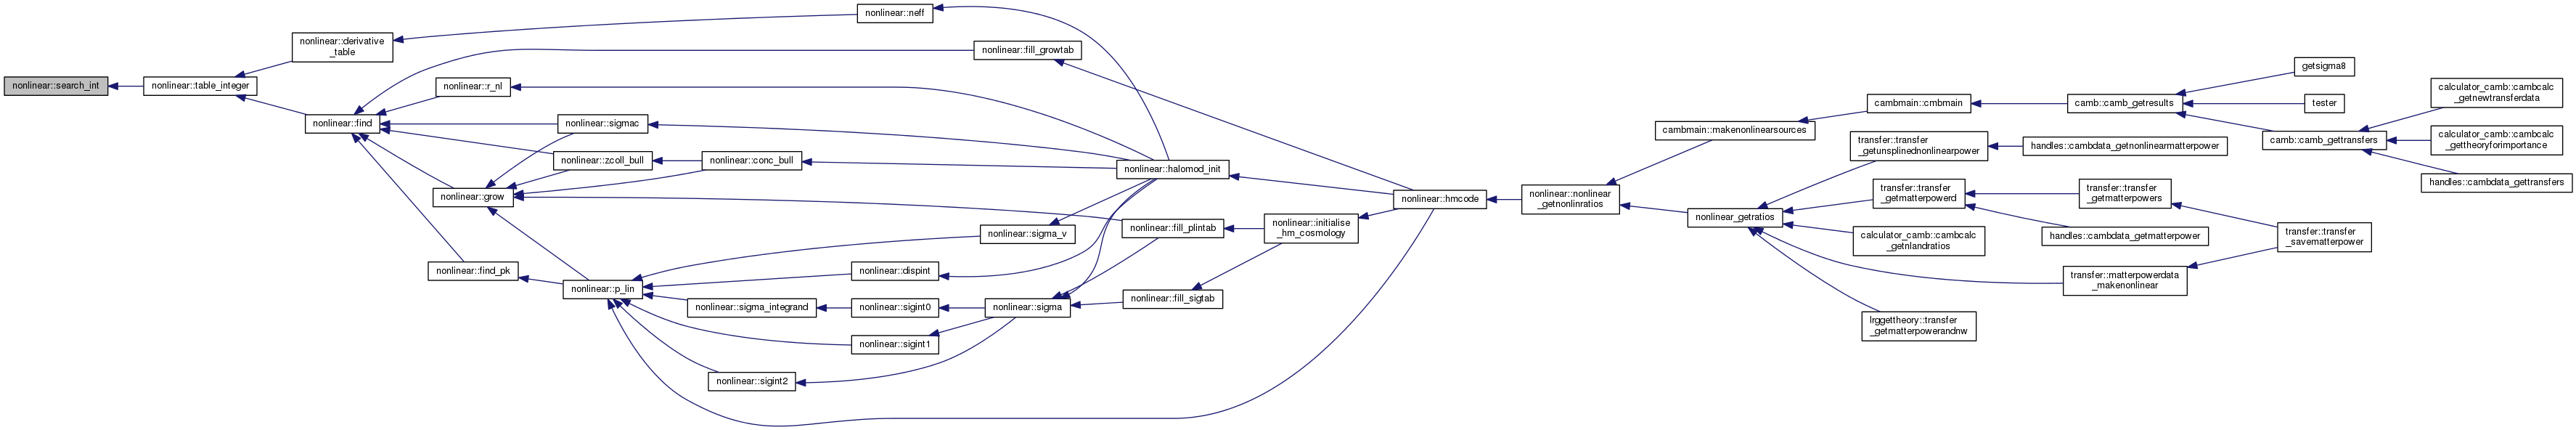 nonlinear::search_int
nonlinear::table_integer
nonlinear::derivative
_table
nonlinear::find
nonlinear::neff
nonlinear::fill_growtab
nonlinear::r_nl
nonlinear::sigmac
nonlinear::zcoll_bull
nonlinear::conc_bull
nonlinear::grow
nonlinear::find_pk
nonlinear::p_lin
nonlinear::sigma_v
nonlinear::dispint
nonlinear::sigma_integrand
nonlinear::sigint0
nonlinear::sigint1
nonlinear::sigint2
nonlinear::sigma
nonlinear::halomod_init
nonlinear::fill_plintab
nonlinear::fill_sigtab
nonlinear::initialise
_hm_cosmology
nonlinear::hmcode
nonlinear::nonlinear
_getnonlinratios
cambmain::makenonlinearsources
nonlinear_getratios
cambmain::cmbmain
transfer::transfer
_getunsplinednonlinearpower
transfer::transfer
_getmatterpowerd
calculator_camb::cambcalc
_getnlandratios
transfer::matterpowerdata
_makenonlinear
lrggettheory::transfer
_getmatterpowerandnw
camb::camb_getresults
handles::cambdata_getnonlinearmatterpower
transfer::transfer
_getmatterpowers
handles::cambdata_getmatterpower
transfer::transfer
_savematterpower
getsigma8
tester
camb::camb_gettransfers
calculator_camb::cambcalc
_getnewtransferdata
calculator_camb::cambcalc
_gettheoryforimportance
handles::cambdata_gettransfers